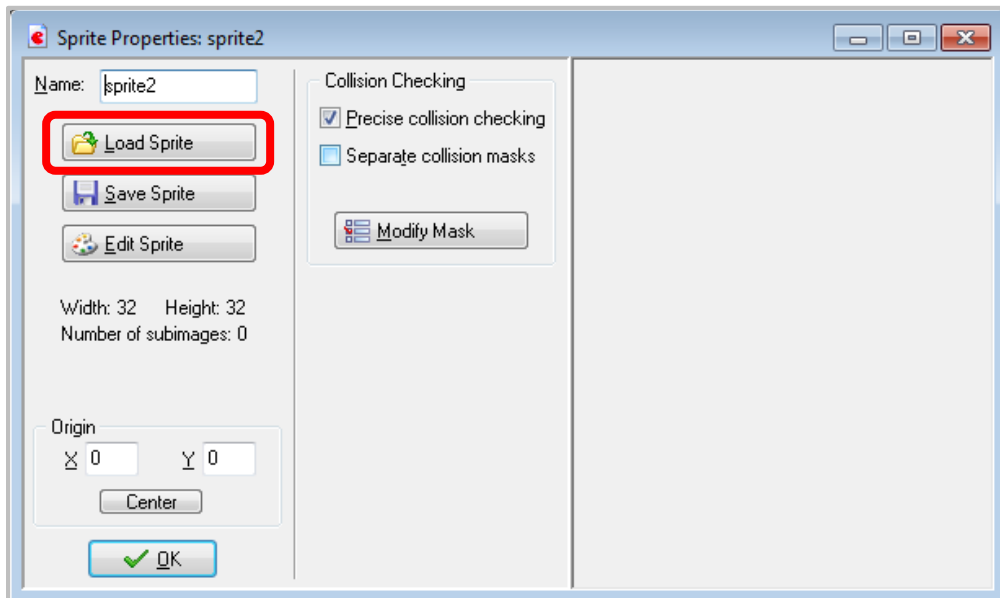 Sprite Properties: sprite2
Name: sprite2
Load Sprite
Save Sprite
Edit Sprite
Width: 32 Height: 32
Number of subimages: 0
Origin
X 0 Y 0
Center
OK
Collision Checking
Precise collision checking
Separate collision masks
Modify Mask